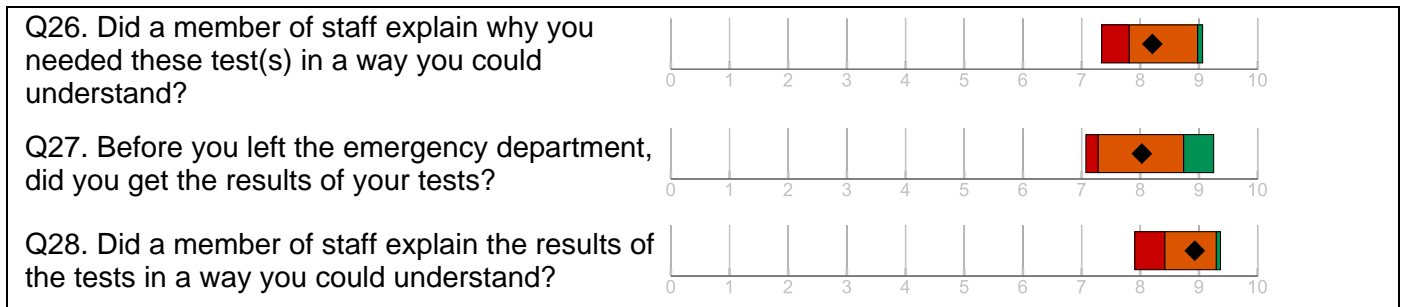 Q26. Did a member of staff explain why you
needed these test(s) in a way you could
understand?
0 1 2 3 4 5 6 7 8 9 10
Q27. Before you left the emergency department,
did you get the results of your tests?
0 1 2 3 4 5 6 7 8 9 10
Q28. Did a member of staff explain the results of
the tests in a way you could understand?
0 1 2 3 4 5 6 7 8 9 10